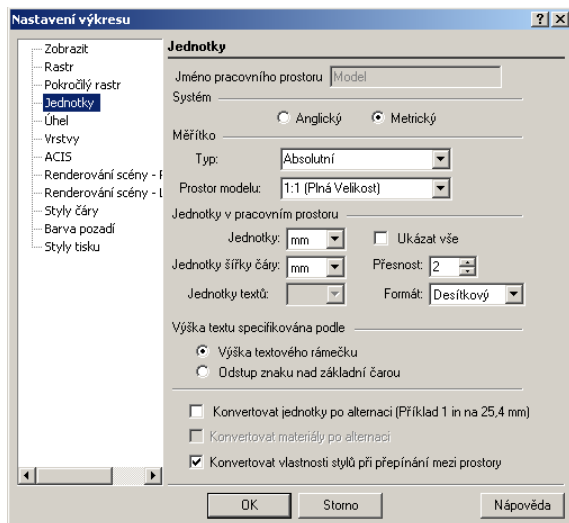 Nastavení výkresu
Zobrazit
Rastr
Pokročilý rastr
Jednotky
Úhel
Vrstvy
ACIS
Renderování scény -
Renderování scény -
Styly čáry
Barva pozadí
Styly tisku
Jednotky
Jméno pracovního prostoru Model
Systém
Anglický Metrický
Měřítko
Typ: Absolutní
Prostor modelu: 1:1 (Plná Velikost)
Jednotky v pracovním prostoru
Jednotky: mm Ukázat vše
Jednotky šířky čáry: mm Přesnost: 2
Jednotky textů: Formát: Desítkový
Výška textu specifikována podle
Výška textového rámečku
Odstup znaku nad základní čarou
Konvertovat jednotky po alternaci (Příklad 1 in na 25,4 mm)
Konvertovat materiály po alternaci
Konvertovat vlastnosti stylů při přepínání mezi prostory
OK Storno Nápověda